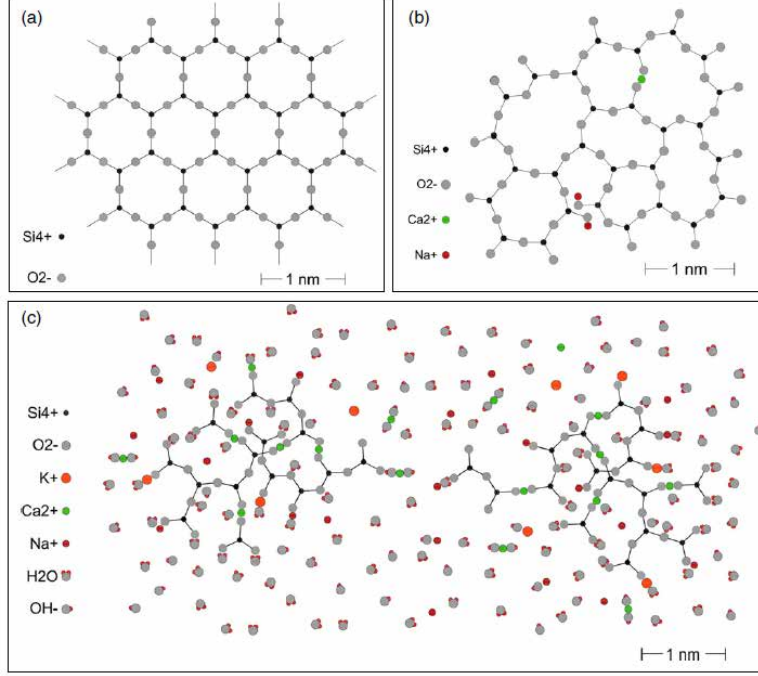 (a)
Si4+
O2-
1 nm
(b)
Si4+
O2-
Ca2+
Na+
1 nm
(c)
Si4+
O2-
K+
Ca2+
Na+
H2O
OH-
1 nm